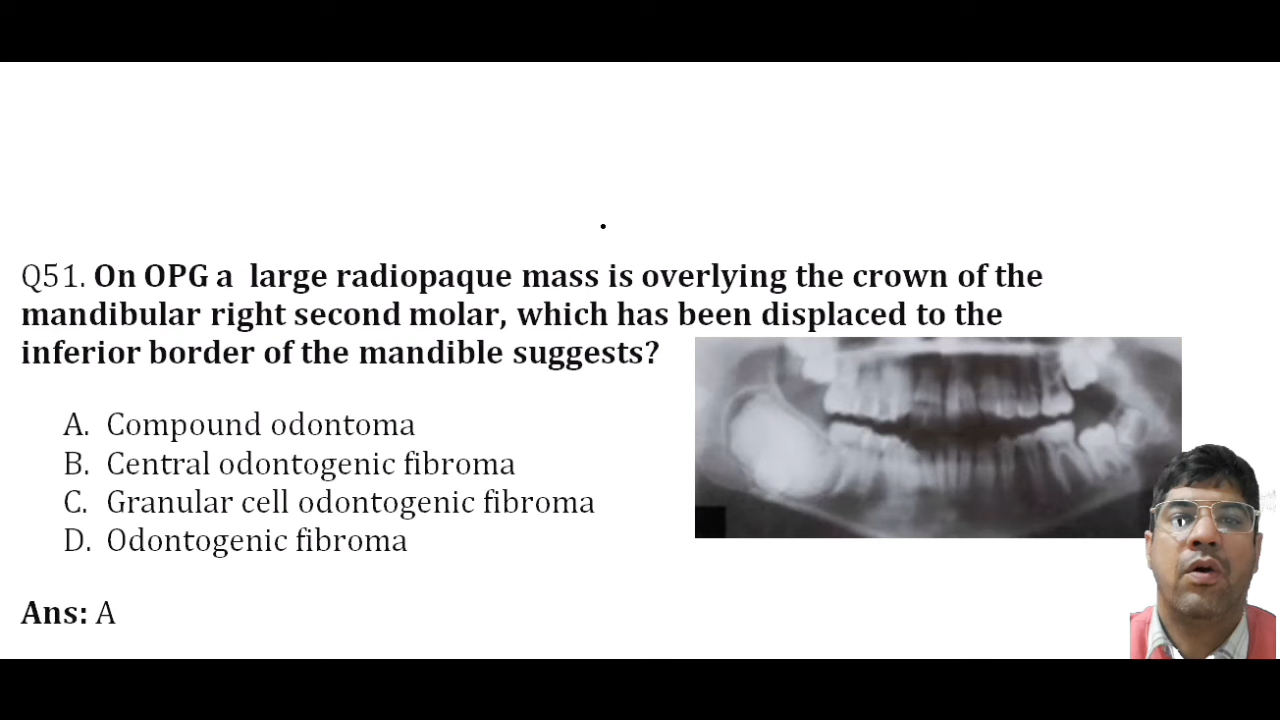 Q51. On OPG a large radiopaque mass is overlying the crown of the
mandibular right second molar, which has been displaced to the
inferior border of the mandible suggests?
A. Compound odontoma
B. Central odontogenic fibroma
C. Granular cell odontogenic fibroma
D. Odontogenic fibroma
Ans: A